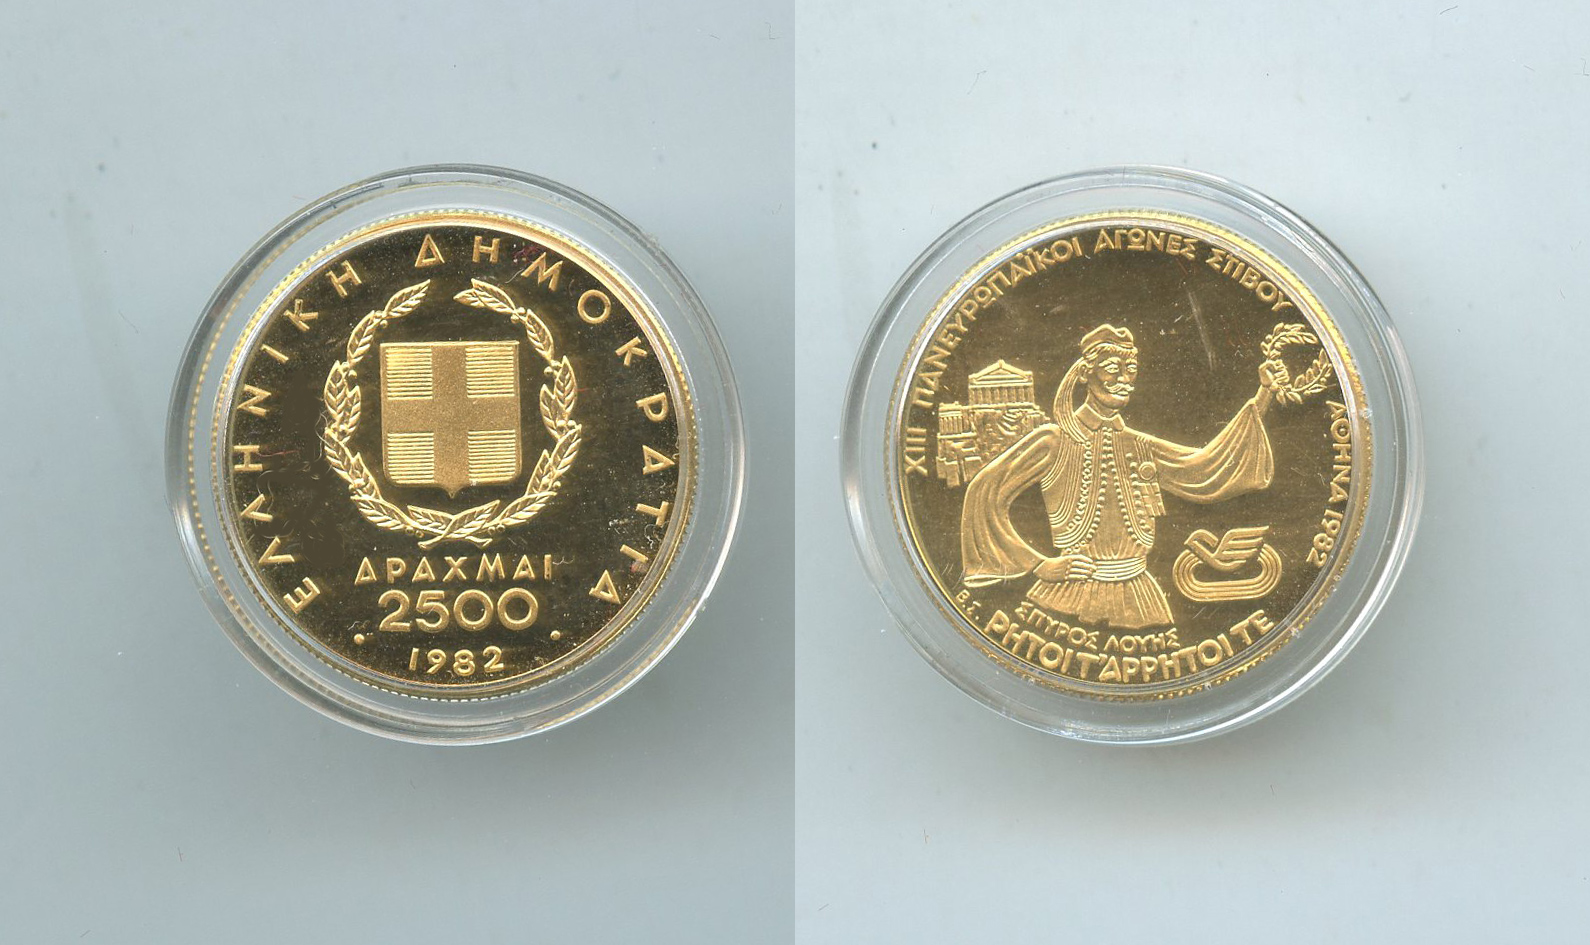 ΕΛΛΗΝΙΚΗ ΔΗΜΟΚΡΑΤΙΑ
ΔΡΑΧΜΑΙ
2500
1982
XIII ΠΑΝΕΥΡΩΠΑΪΚΟΙ ΑΓΩΝΕΣ ΣΤΙΒΟΥ ΑΘΗΝΑ 1982
Β.Σ.
ΣΠΥΡΟΣ ΛΟΥΗΣ
ΡΗΤΟΙ Τ'ΑΡΡΗΤΟΙ ΤΕ